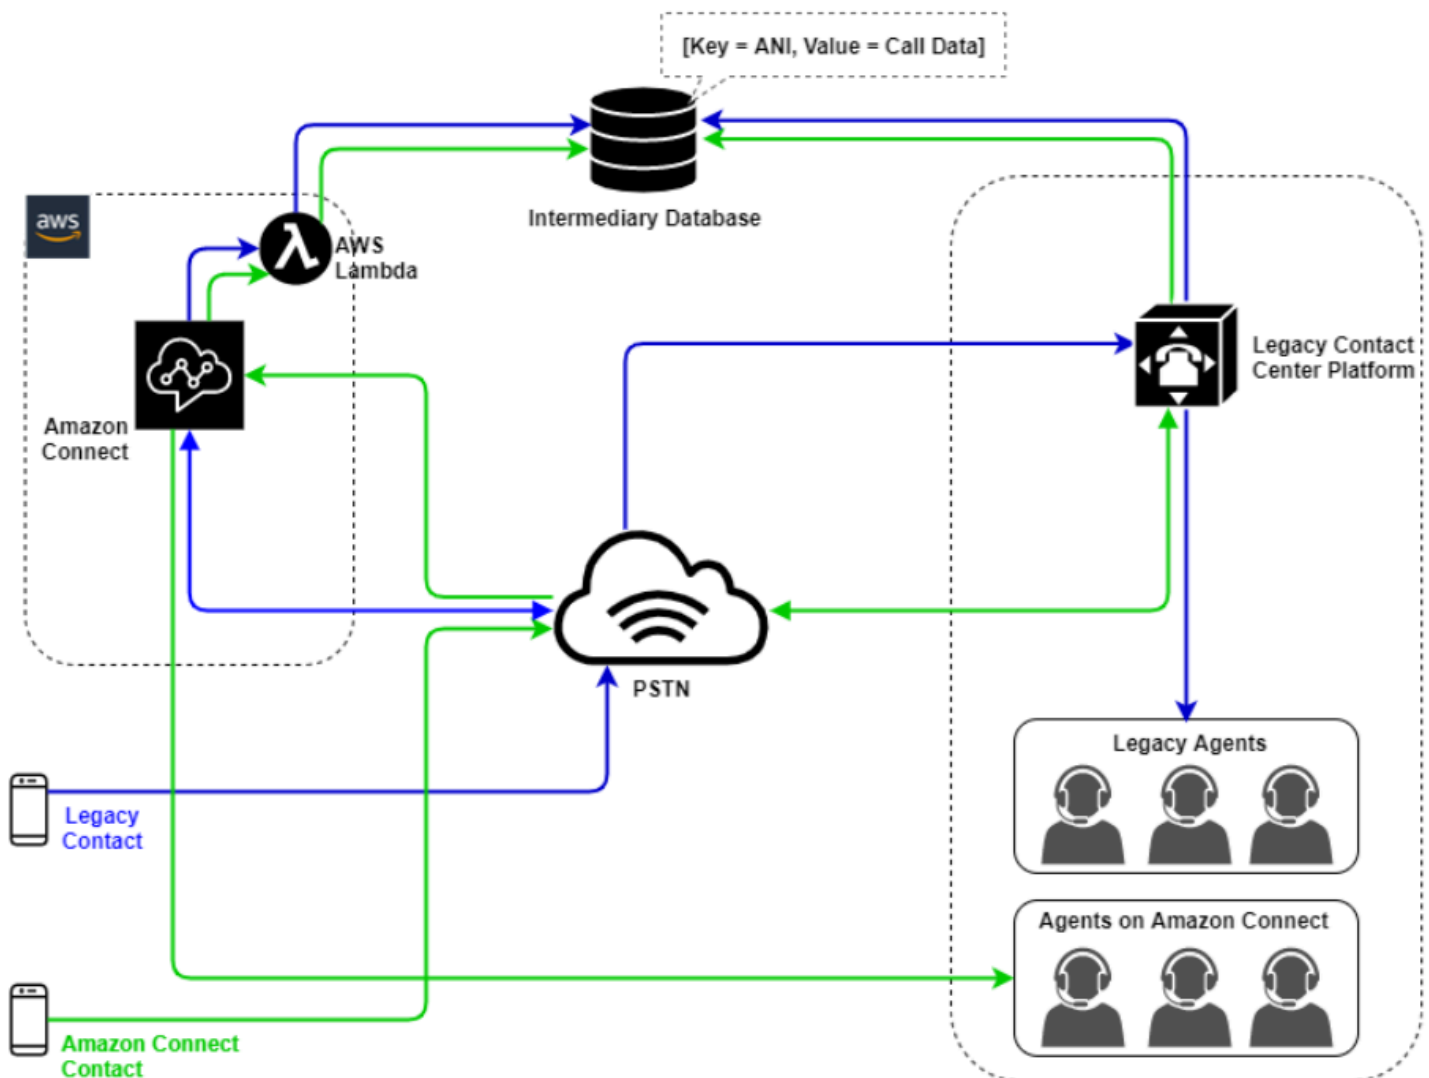 [Key = ANI, Value = Call Data]
Intermediary Database
aws
AWS
Lambda
Legacy Contact
Center Platform
Amazon
Connect
PSTN
Legacy Agents
Legacy
Contact
Agents on Amazon Connect
Amazon Connect
Contact